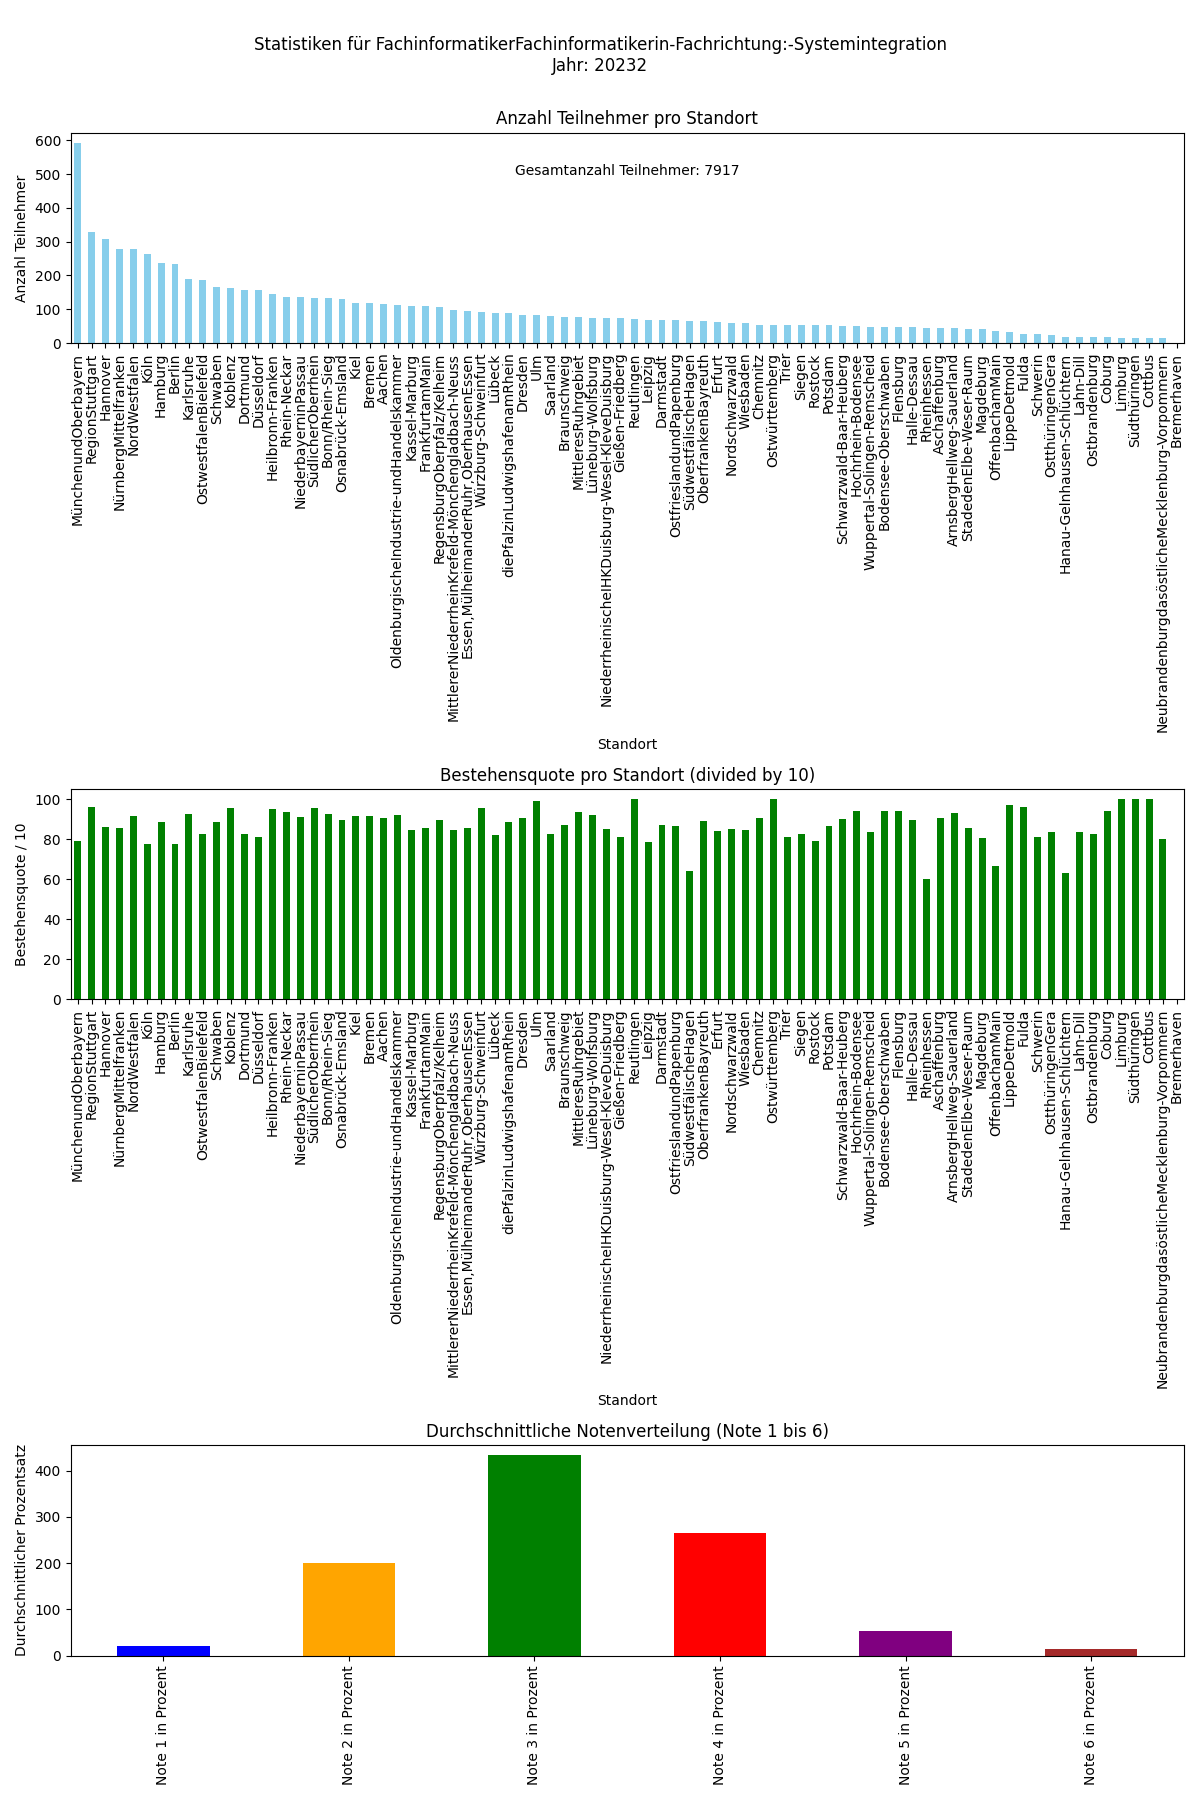 Statistiken für FachinformatikerFachinformatikerin-Fachrichtung:-Systemintegration
Jahr: 20232
Anzahl Teilnehmer pro Standort
Gesamtanzahl Teilnehmer: 7917
Anzahl Teilnehmer
600
500
400
300
200
100
0
MünchenundOberbayern
RegionStuttgart
Hannover
NürnbergMittelfranken
NordWestfalen
Köln
Hamburg
Berlin
Karlsruhe
OstwestfalenBielefeld
Schwaben
Koblenz
Dortmund
Düsseldorf
Heilbronn-Franken
Rhein-Neckar
NiederbayerninPassau
SüdlicherOberrhein
Bonn/Rhein-Sieg
Osnabrück-Emsland
Kiel
Bremen
Aachen
OldenburgischeIndustrie-undHandelskammer
Kassel-Marburg
FrankfurtamMain
RegensburgOberpfalz/Kelheim
MittlererNiederrheinKrefeld-Mönchengladbach-Neuss
Essen,MülheimanderRuhr,OberhausenEssen
Würzburg-Schweinfurt
Lübeck
diePfalzinLudwigshafenamRhein
Dresden
Ulm
Saarland
Braunschweig
MittleresRuhrgebiet
Lüneburg-Wolfsburg
NiederrheinischeIHKDuisburg-Wesel-KleveDuisburg
Gießen-Friedberg
Reutlingen
Leipzig
Darmstadt
OstfrieslandundPapenburg
SüdwestfälischeHagen
OberfrankenBayreuth
Erfurt
Nordschwarzwald
Wiesbaden
Chemnitz
Ostwürttemberg
Trier
Siegen
Rostock
Potsdam
Schwarzwald-Baar-Heuberg
Hochrhein-Bodensee
Wuppertal-Solingen-Remscheid
Bodensee-Oberschwaben
Flensburg
Halle-Dessau
Rheinhessen
Aschaffenburg
ArnsbergHellweg-Sauerland
StadedenElbe-Weser-Raum
Magdeburg
OffenbachamMain
LippeDetmold
Fulda
Schwerin
OstthüringenGera
Hanau-Gelnhausen-Schlüchtern
Lahn-Dill
Ostbrandenburg
Coburg
Limburg
Südthüringen
Cottbus
NeubrandenburgdasöstlicheMecklenburg-Vorpommern
Bremerhaven
Standort
Bestehensquote pro Standort (divided by 10)
Bestehensquote / 10
100
80
60
40
20
0
MünchenundOberbayern
RegionStuttgart
Hannover
NürnbergMittelfranken
NordWestfalen
Köln
Hamburg
Berlin
Karlsruhe
OstwestfalenBielefeld
Schwaben
Koblenz
Dortmund
Düsseldorf
Heilbronn-Franken
Rhein-Neckar
NiederbayerninPassau
SüdlicherOberrhein
Bonn/Rhein-Sieg
Osnabrück-Emsland
Kiel
Bremen
Aachen
OldenburgischeIndustrie-undHandelskammer
Kassel-Marburg
FrankfurtamMain
RegensburgOberpfalz/Kelheim
MittlererNiederrheinKrefeld-Mönchengladbach-Neuss
Essen,MülheimanderRuhr,OberhausenEssen
Würzburg-Schweinfurt
Lübeck
diePfalzinLudwigshafenamRhein
Dresden
Ulm
Saarland
Braunschweig
MittleresRuhrgebiet
Lüneburg-Wolfsburg
NiederrheinischeIHKDuisburg-Wesel-KleveDuisburg
Gießen-Friedberg
Reutlingen
Leipzig
Darmstadt
OstfrieslandundPapenburg
SüdwestfälischeHagen
OberfrankenBayreuth
Erfurt
Nordschwarzwald
Wiesbaden
Chemnitz
Ostwürttemberg
Trier
Siegen
Rostock
Potsdam
Schwarzwald-Baar-Heuberg
Hochrhein-Bodensee
Wuppertal-Solingen-Remscheid
Bodensee-Oberschwaben
Flensburg
Halle-Dessau
Rheinhessen
Aschaffenburg
ArnsbergHellweg-Sauerland
StadedenElbe-Weser-Raum
Magdeburg
OffenbachamMain
LippeDetmold
Fulda
Schwerin
OstthüringenGera
Hanau-Gelnhausen-Schlüchtern
Lahn-Dill
Ostbrandenburg
Coburg
Limburg
Südthüringen
Cottbus
NeubrandenburgdasöstlicheMecklenburg-Vorpommern
Bremerhaven
Standort
Durchschnittliche Notenverteilung (Note 1 bis 6)
Durchschnittlicher Prozentsatz
400
300
200
100
0
Note 1 in Prozent
Note 2 in Prozent
Note 3 in Prozent
Note 4 in Prozent
Note 5 in Prozent
Note 6 in Prozent